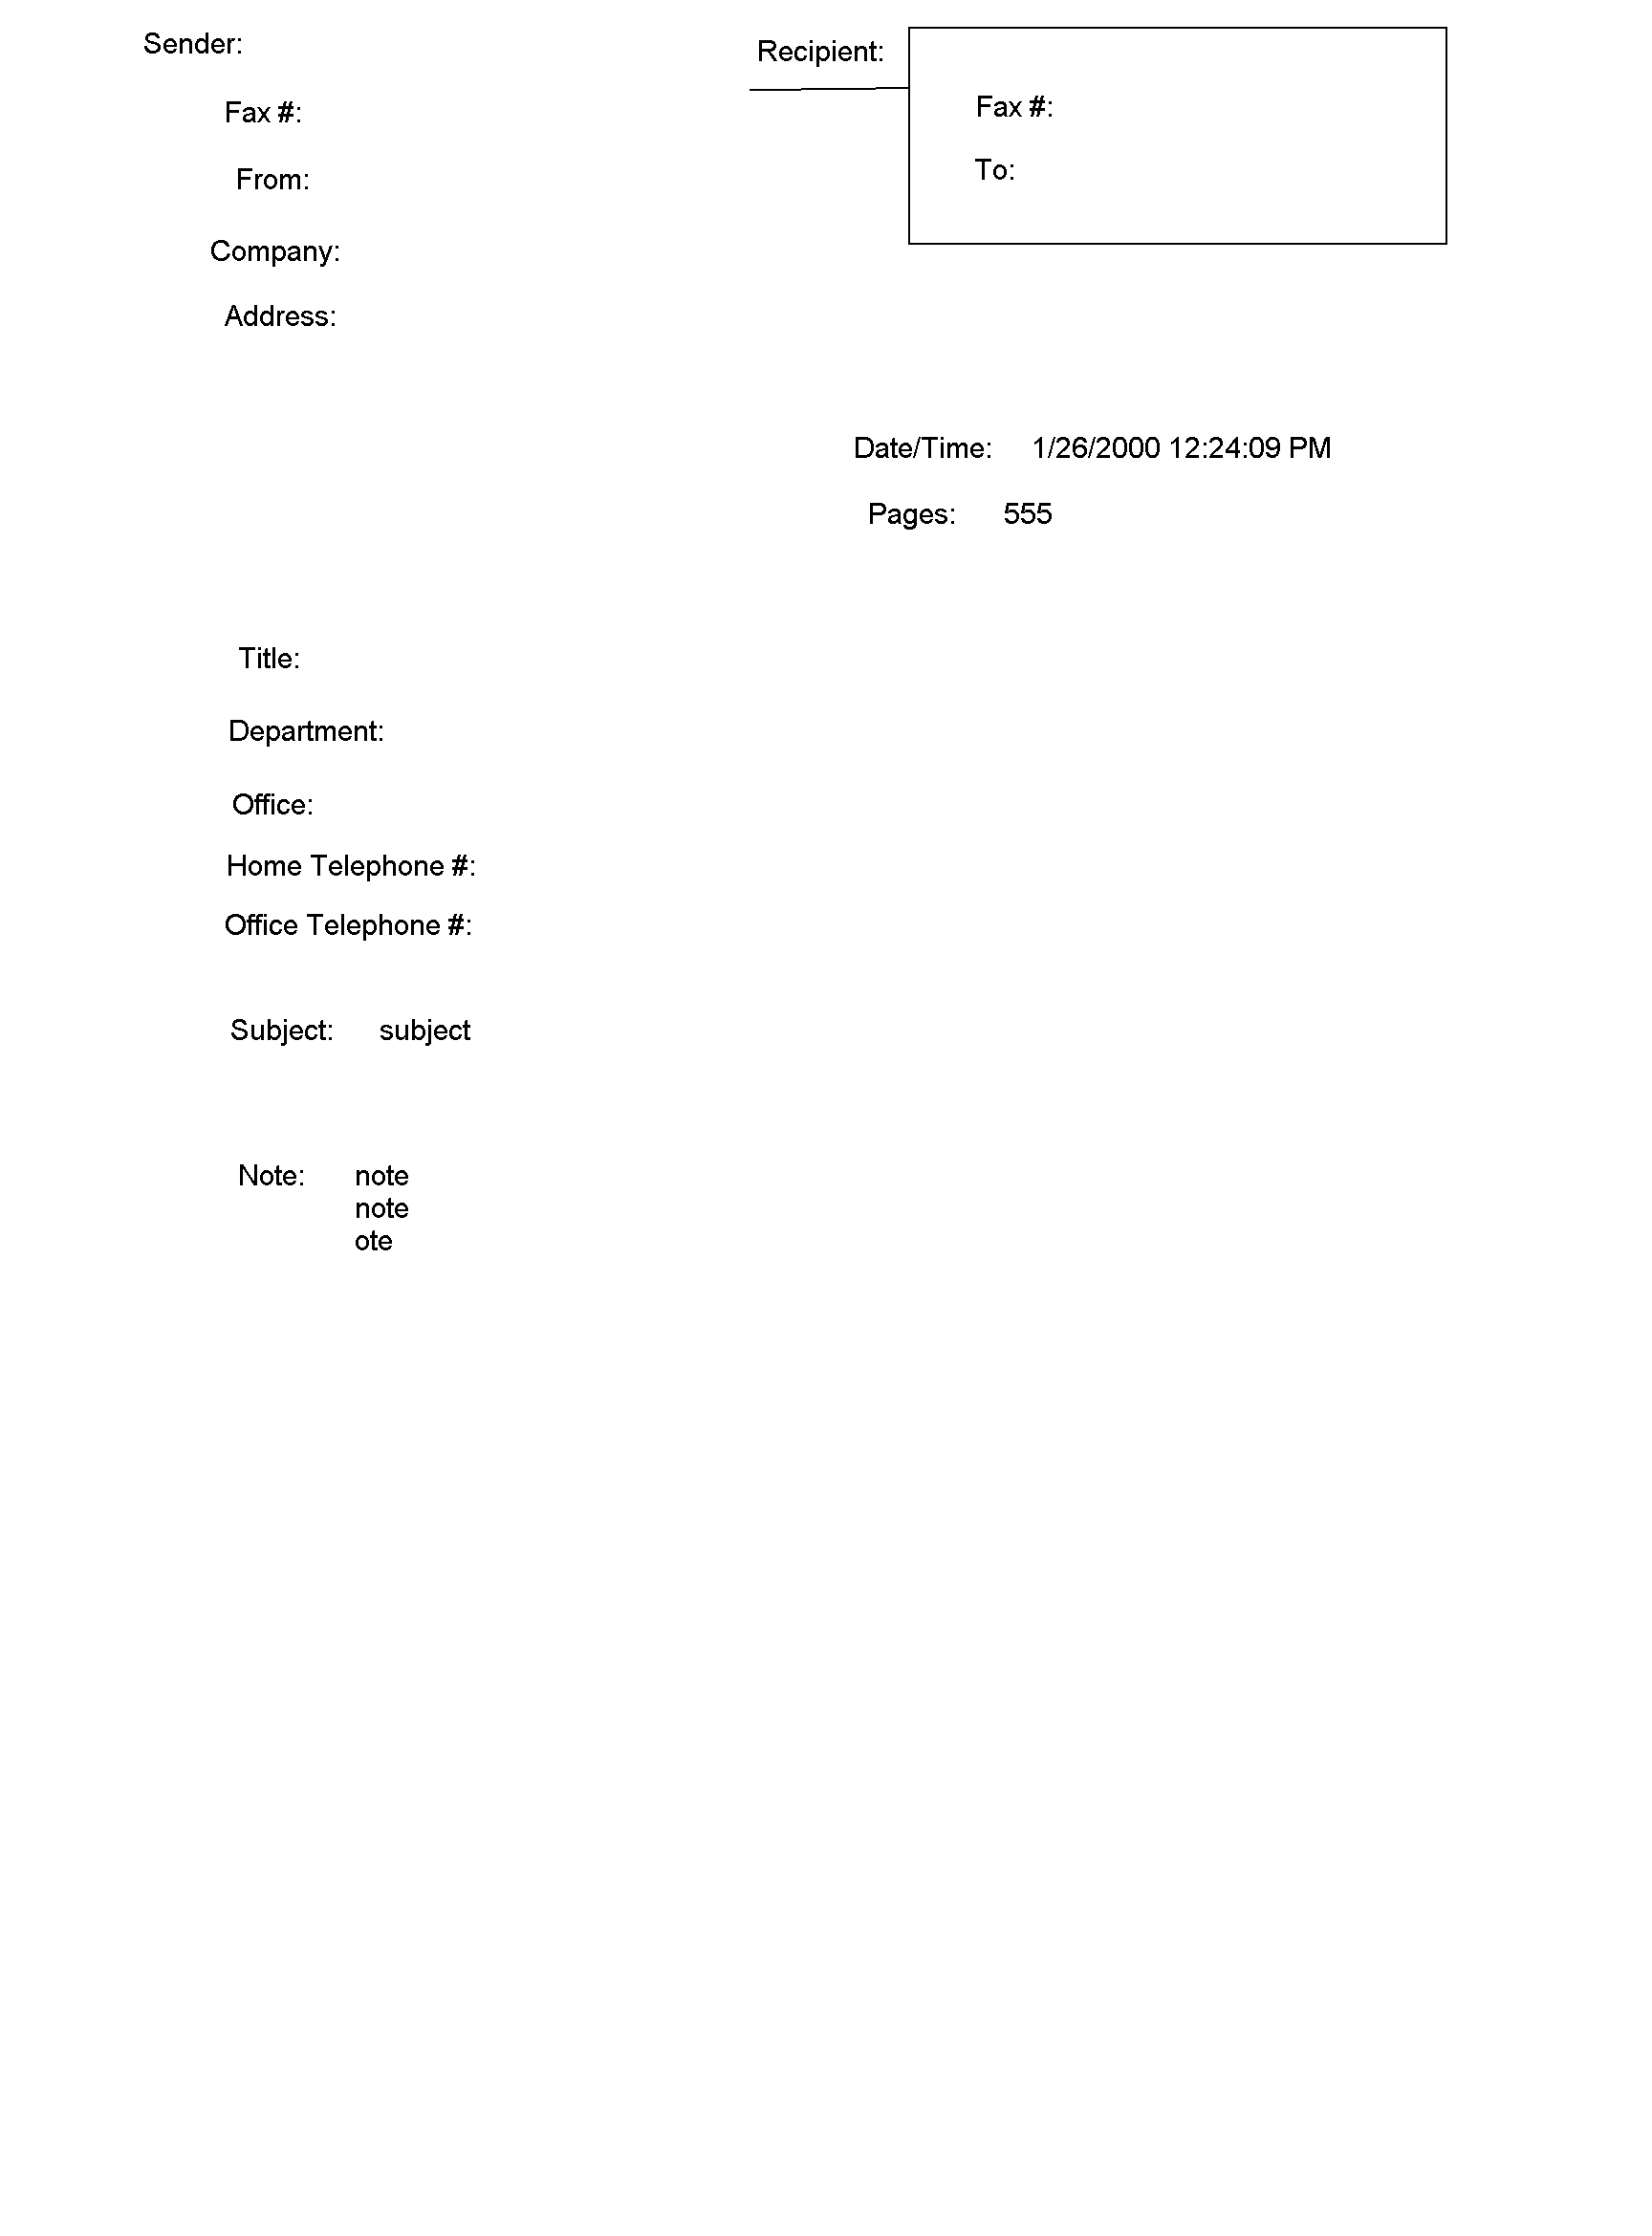 Sender:
Fax #:
From:
Company:
Address:
Recipient:
Fax #:
To:
Date/Time: 1/26/2000 12:24:09 PM
Pages: 555
Title:
Department:
Office:
Home Telephone #:
Office Telephone #:
Subject: subject
Note: note
note
ote